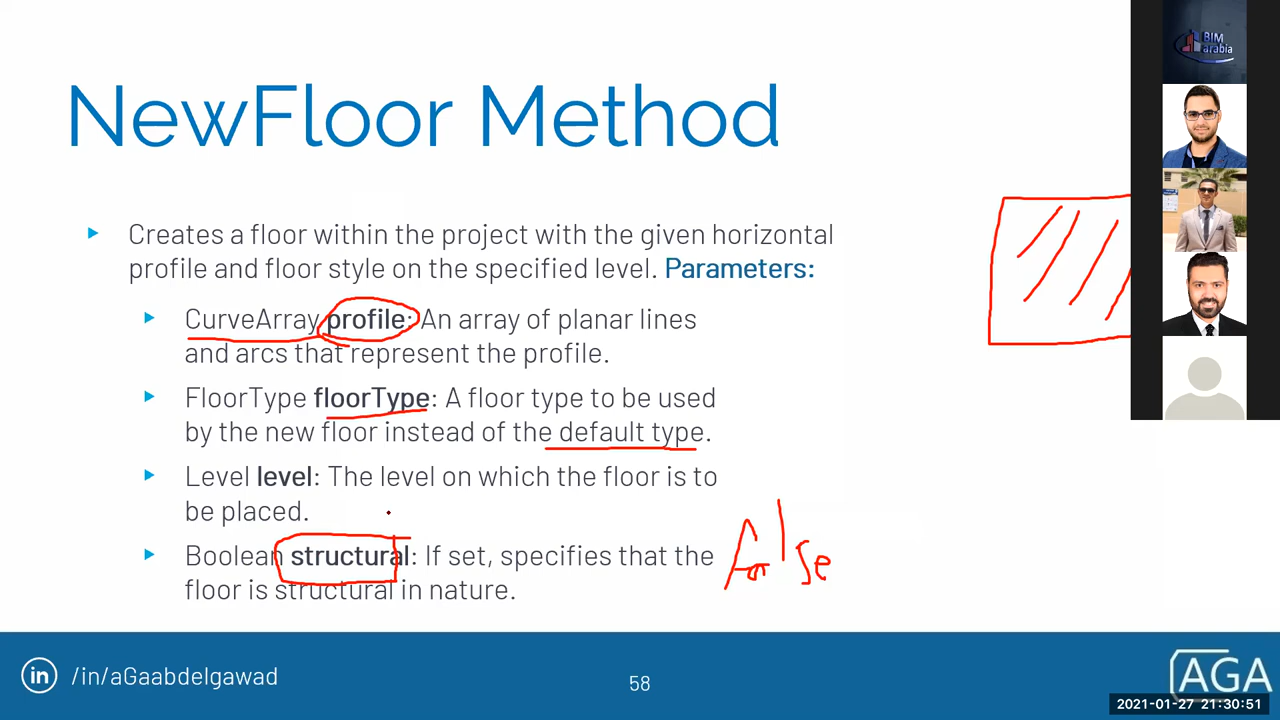 BIM
arabia
NewFloor Method
Creates a floor within the project with the given horizontal
profile and floor style on the specified level. Parameters:
CurveArray profile: An array of planar lines
and arcs that represent the profile.
FloorType floorType: A floor type to be used
by the new floor instead of the default type.
Level level: The level on which the floor is to
be placed.
Boolean structural: If set, specifies that the
floor is structural in nature.
false
in /in/aGaabdelgawad
58
AGA
2021-01-27 21:30:51